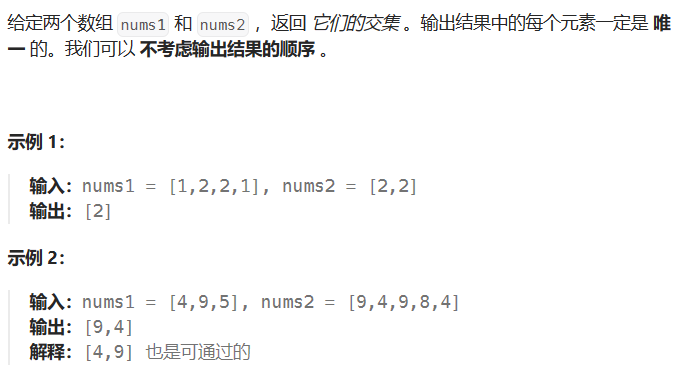 给定两个数组 nums1 和 nums2 ，返回 它们的交集 。输出结果中的每个元素一定是 唯
一 的。我们可以 不考虑输出结果的顺序 。
示例 1：
输入：nums1 = [1,2,2,1], nums2 = [2,2]
输出：[2]
示例 2：
输入：nums1 = [4,9,5], nums2 = [9,4,9,8,4]
输出：[9,4]
解释：[4,9] 也是可通过的